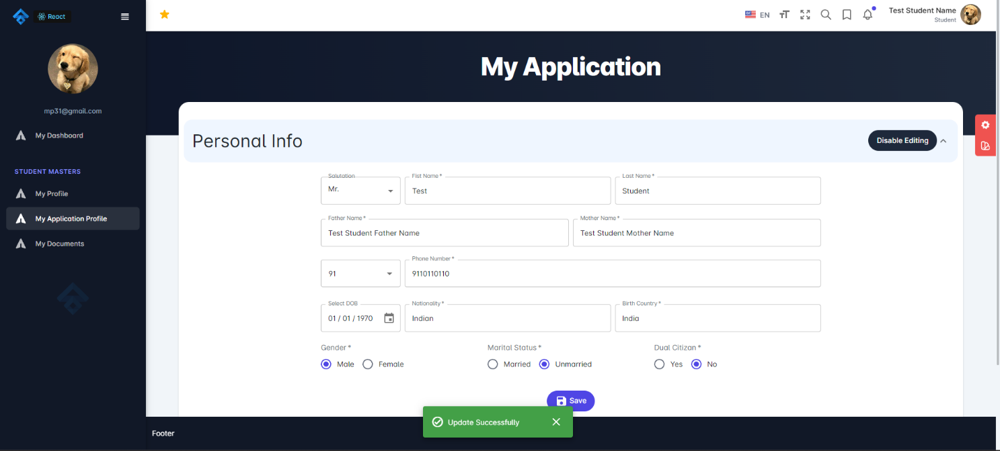 React
EN
Test Student Name
Student
mp31@gmail.com
My Dashboard
STUDENT MASTERS
My Profile
My Application Profile
My Documents
My Application
Personal Info
Disable Editing
Salutation
Mr.
Fist Name *
Test
Last Name *
Student
Father Name *
Test Student Father Name
Mother Name *
Test Student Mother Name
91
Phone Number *
9110110110
Select DOB
01 / 01 / 1970
Nationality *
Indian
Birth Country *
India
Gender *
Male Female
Marital Status *
Married Unmarried
Dual Citizan *
Yes No
Save
Update Successfully
Footer